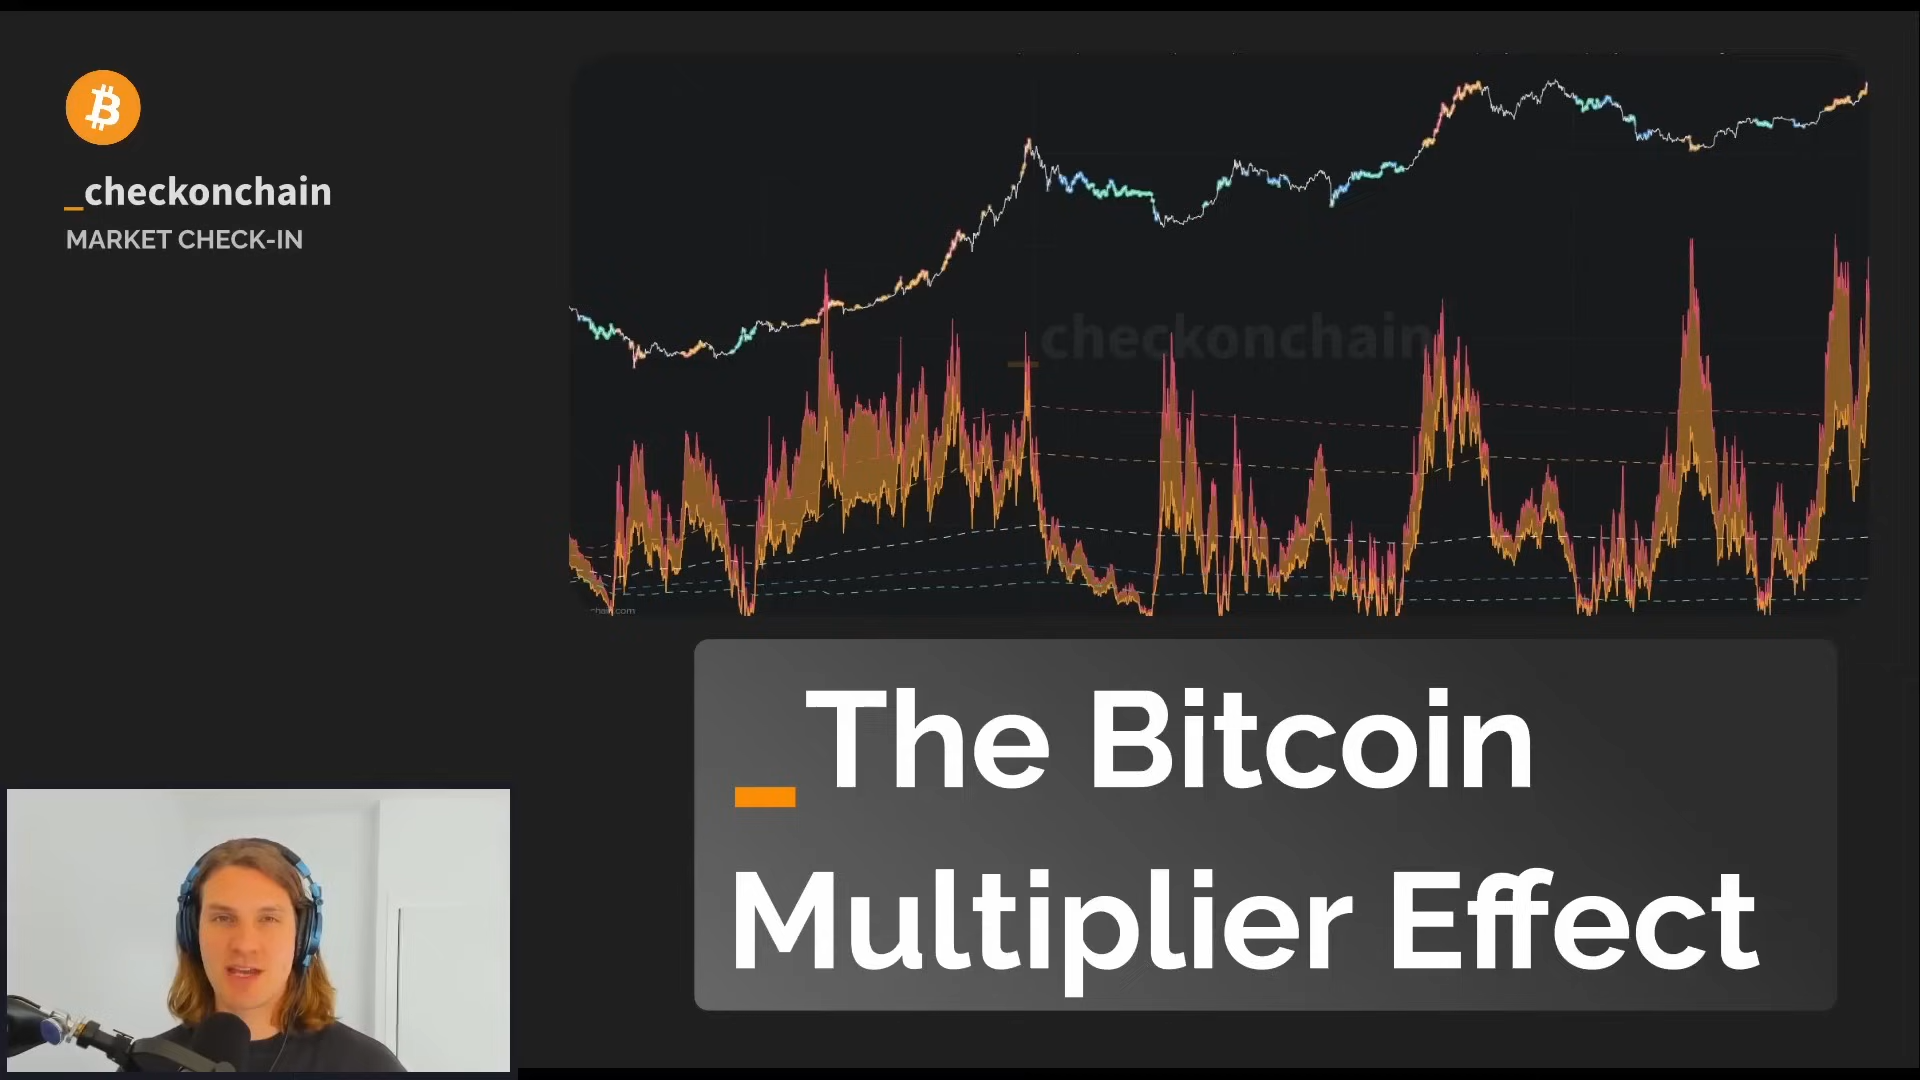 _checkonchain
MARKET CHECK-IN
_checkonchain
_The Bitcoin
Multiplier Effect